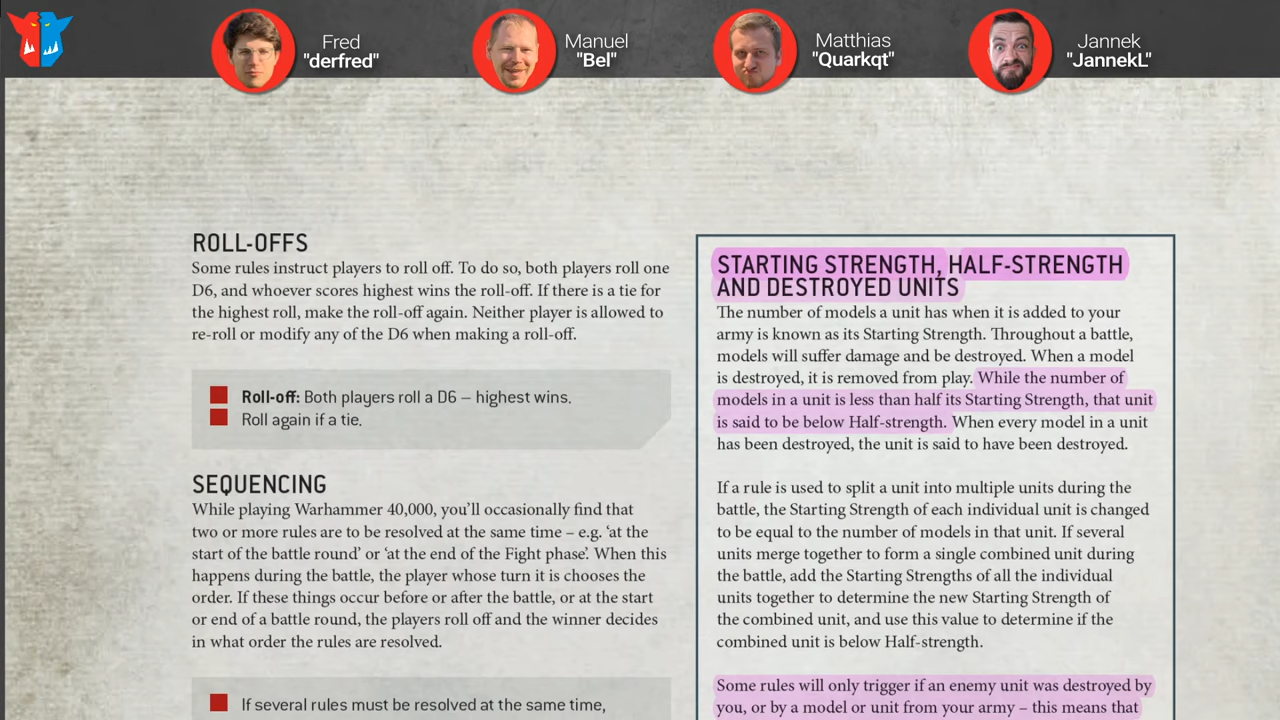 Fred
"derfred"
Manuel
"Bel"
Matthias
"Quarkqt"
Jannek
"JannekL"
ROLL-OFFS
Some rules instruct players to roll off. To do so, both players roll one
D6, and whoever scores highest wins the roll-off. If there is a tie for
the highest roll, make the roll-off again. Neither player is allowed to
re-roll or modify any of the D6 when making a roll-off.
Roll-off: Both players roll a D6 – highest wins.
Roll again if a tie.
SEQUENCING
While playing Warhammer 40,000, you'll occasionally find that
two or more rules are to be resolved at the same time – e.g. 'at the
start of the battle round' or 'at the end of the Fight phase'. When this
happens during the battle, the player whose turn it is chooses the
order. If these things occur before or after the battle, or at the start
or end of a battle round, the players roll off and the winner decides
in what order the rules are resolved.
If several rules must be resolved at the same time,
STARTING STRENGTH, HALF-STRENGTH
AND DESTROYED UNITS
The number of models a unit has when it is added to your
army is known as its Starting Strength. Throughout a battle,
models will suffer damage and be destroyed. When a model
is destroyed, it is removed from play. While the number of
models in a unit is less than half its Starting Strength, that unit
is said to be below Half-strength. When every model in a unit
has been destroyed, the unit is said to have been destroyed.
If a rule is used to split a unit into multiple units during the
battle, the Starting Strength of each individual unit is changed
to be equal to the number of models in that unit. If several
units merge together to form a single combined unit during
the battle, add the Starting Strengths of all the individual
units together to determine the new Starting Strength of
the combined unit, and use this value to determine if the
combined unit is below Half-strength.
Some rules will only trigger if an enemy unit was destroyed by
you, or by a model or unit from your army – this means that